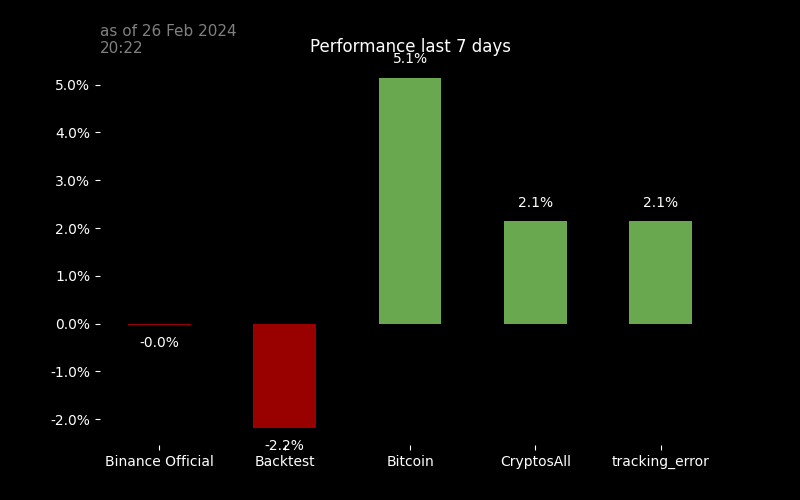 as of 26 Feb 2024
20:22
Performance last 7 days
5.1%
5.0%
4.0%
3.0%
2.1%
2.1%
2.0%
1.0%
0.0%
-0.0%
-1.0%
-2.0%
-2.2%
Binance Official
Backtest
Bitcoin
CryptosAll
tracking_error